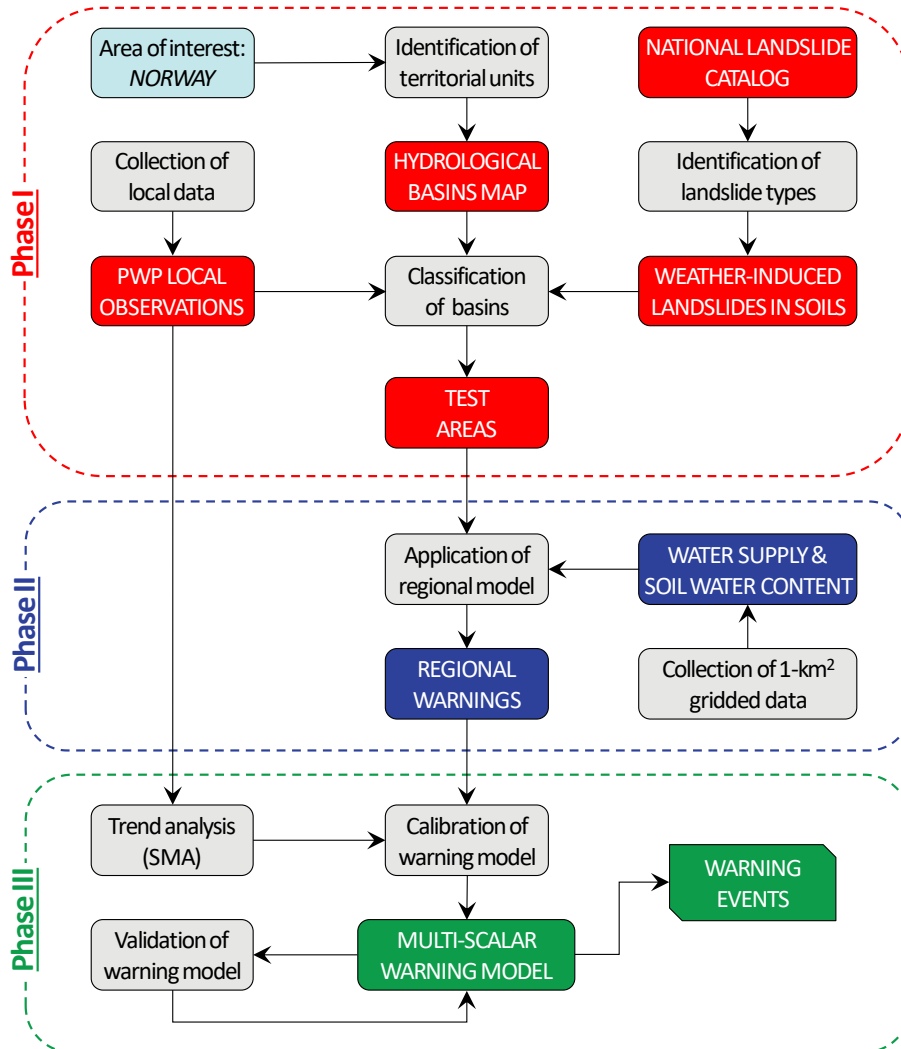 Phase I
Area of interest:
NORWAY
Identification of
territorial units
NATIONAL LANDSLIDE
CATALOG
Collection of
local data
HYDROLOGICAL
BASINS MAP
Identification of
landslide types
PWP LOCAL
OBSERVATIONS
Classification
of basins
WEATHER-INDUCED
LANDSLIDES IN SOILS
TEST
AREAS
Phase II
Application of
regional model
WATER SUPPLY &
SOIL WATER CONTENT
REGIONAL
WARNINGS
Collection of 1-km²
gridded data
Phase III
Trend analysis
(SMA)
Calibration of
warning model
WARNING
EVENTS
Validation of
warning model
MULTI-SCALAR
WARNING MODEL